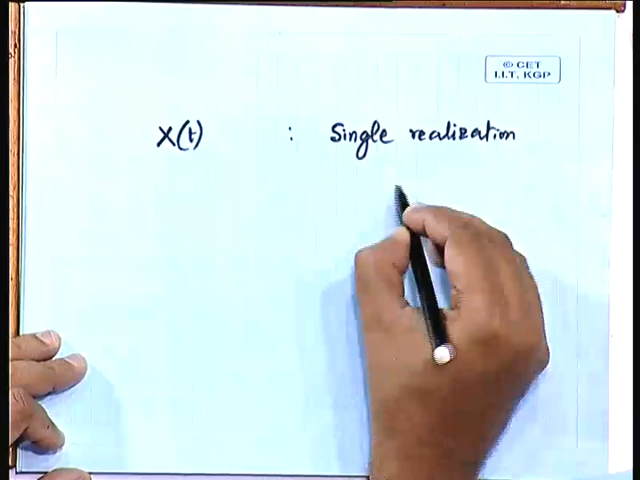 © CET
I.I.T, KGP
X(t) : Single realization